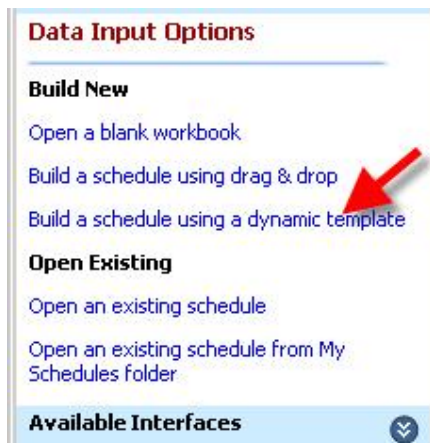 Data Input Options
Build New
Open a blank workbook
Build a schedule using drag & drop
Build a schedule using a dynamic template
Open Existing
Open an existing schedule
Open an existing schedule from My
Schedules folder
Available Interfaces